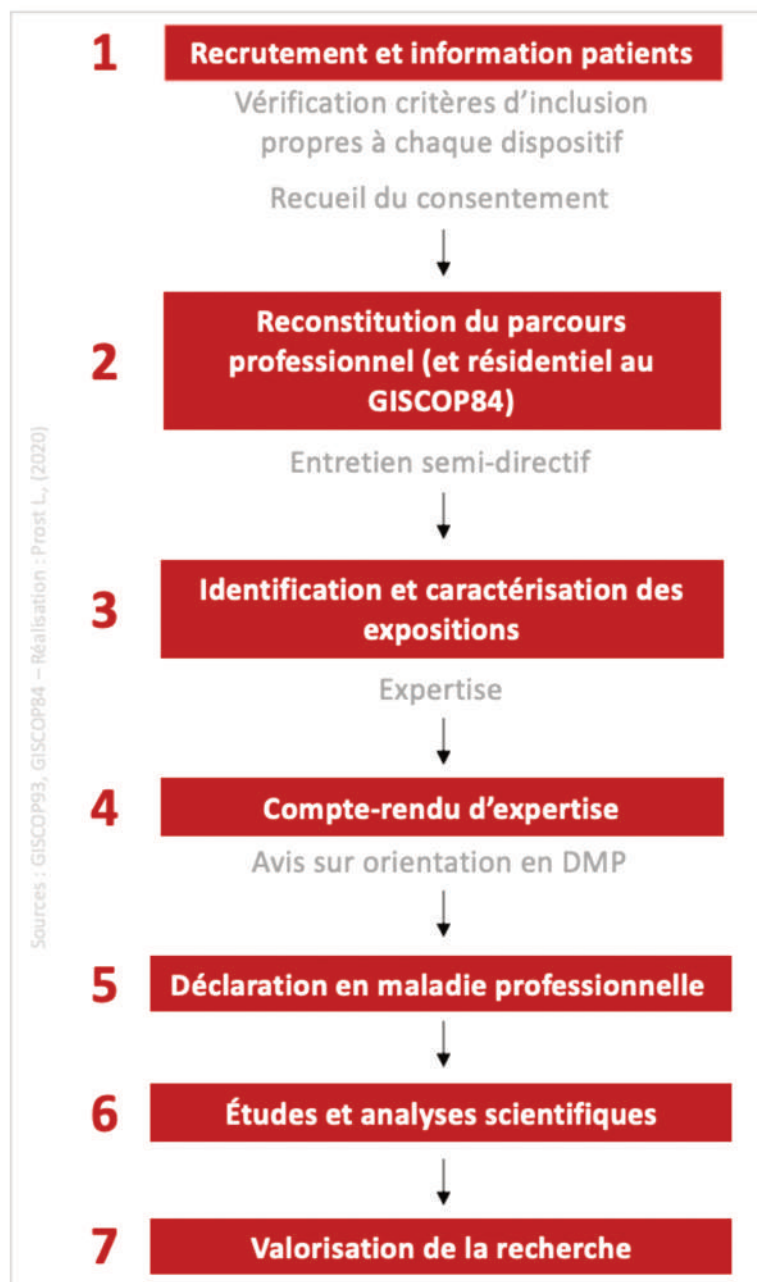 1 Recrutement et information patients
Vérification critères d’inclusion
propres à chaque dispositif
Recueil du consentement
2 Reconstitution du parcours
professionnel (et résidentiel au
GISCOP84)
Entretien semi-directif
3 Identification et caractérisation des
expositions
Expertise
4 Compte-rendu d’expertise
Avis sur orientation en DMP
5 Déclaration en maladie professionnelle
6 Études et analyses scientifiques
7 Valorisation de la recherche
Sources : GISCOP93, GISCOP84 – Réalisation : Prost L., (2020)